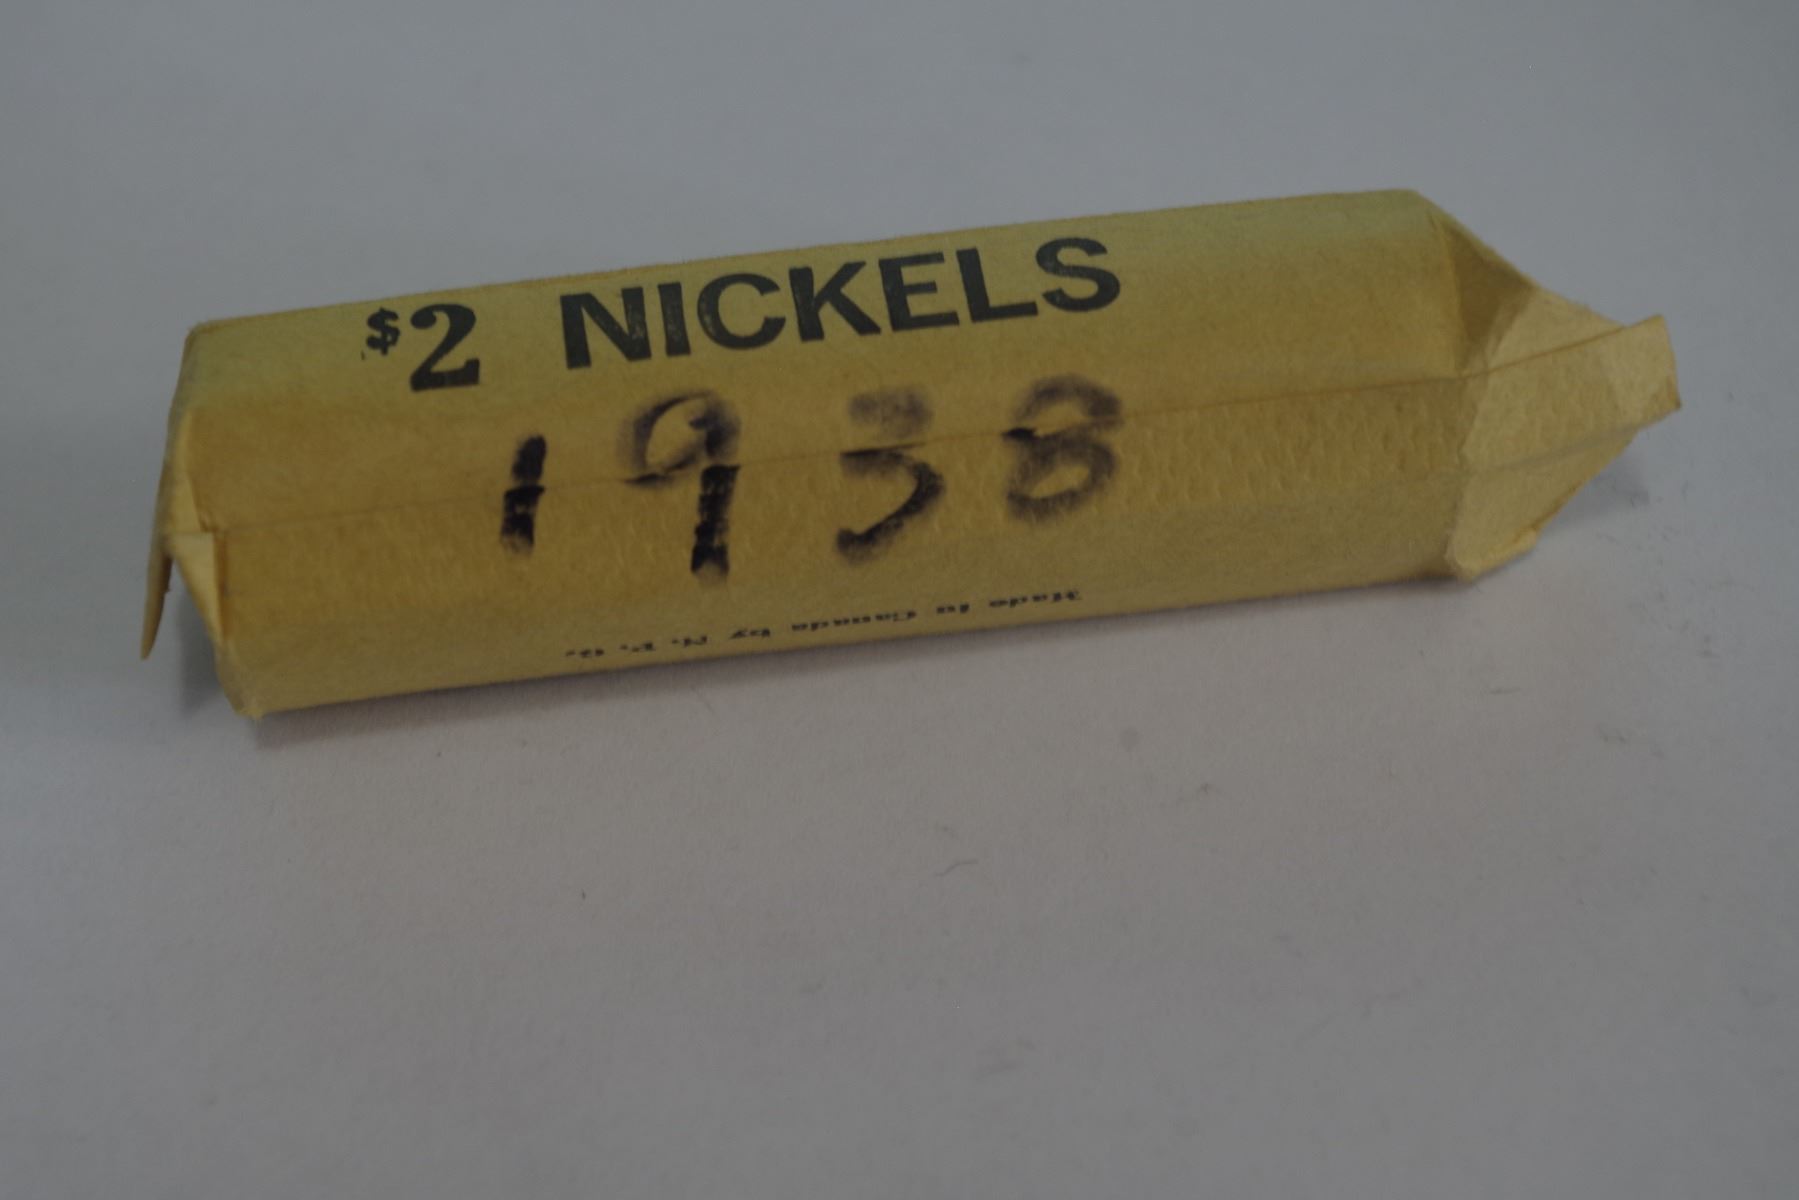 $2 NICKELS
1938
Made in Canada by N. P. C.